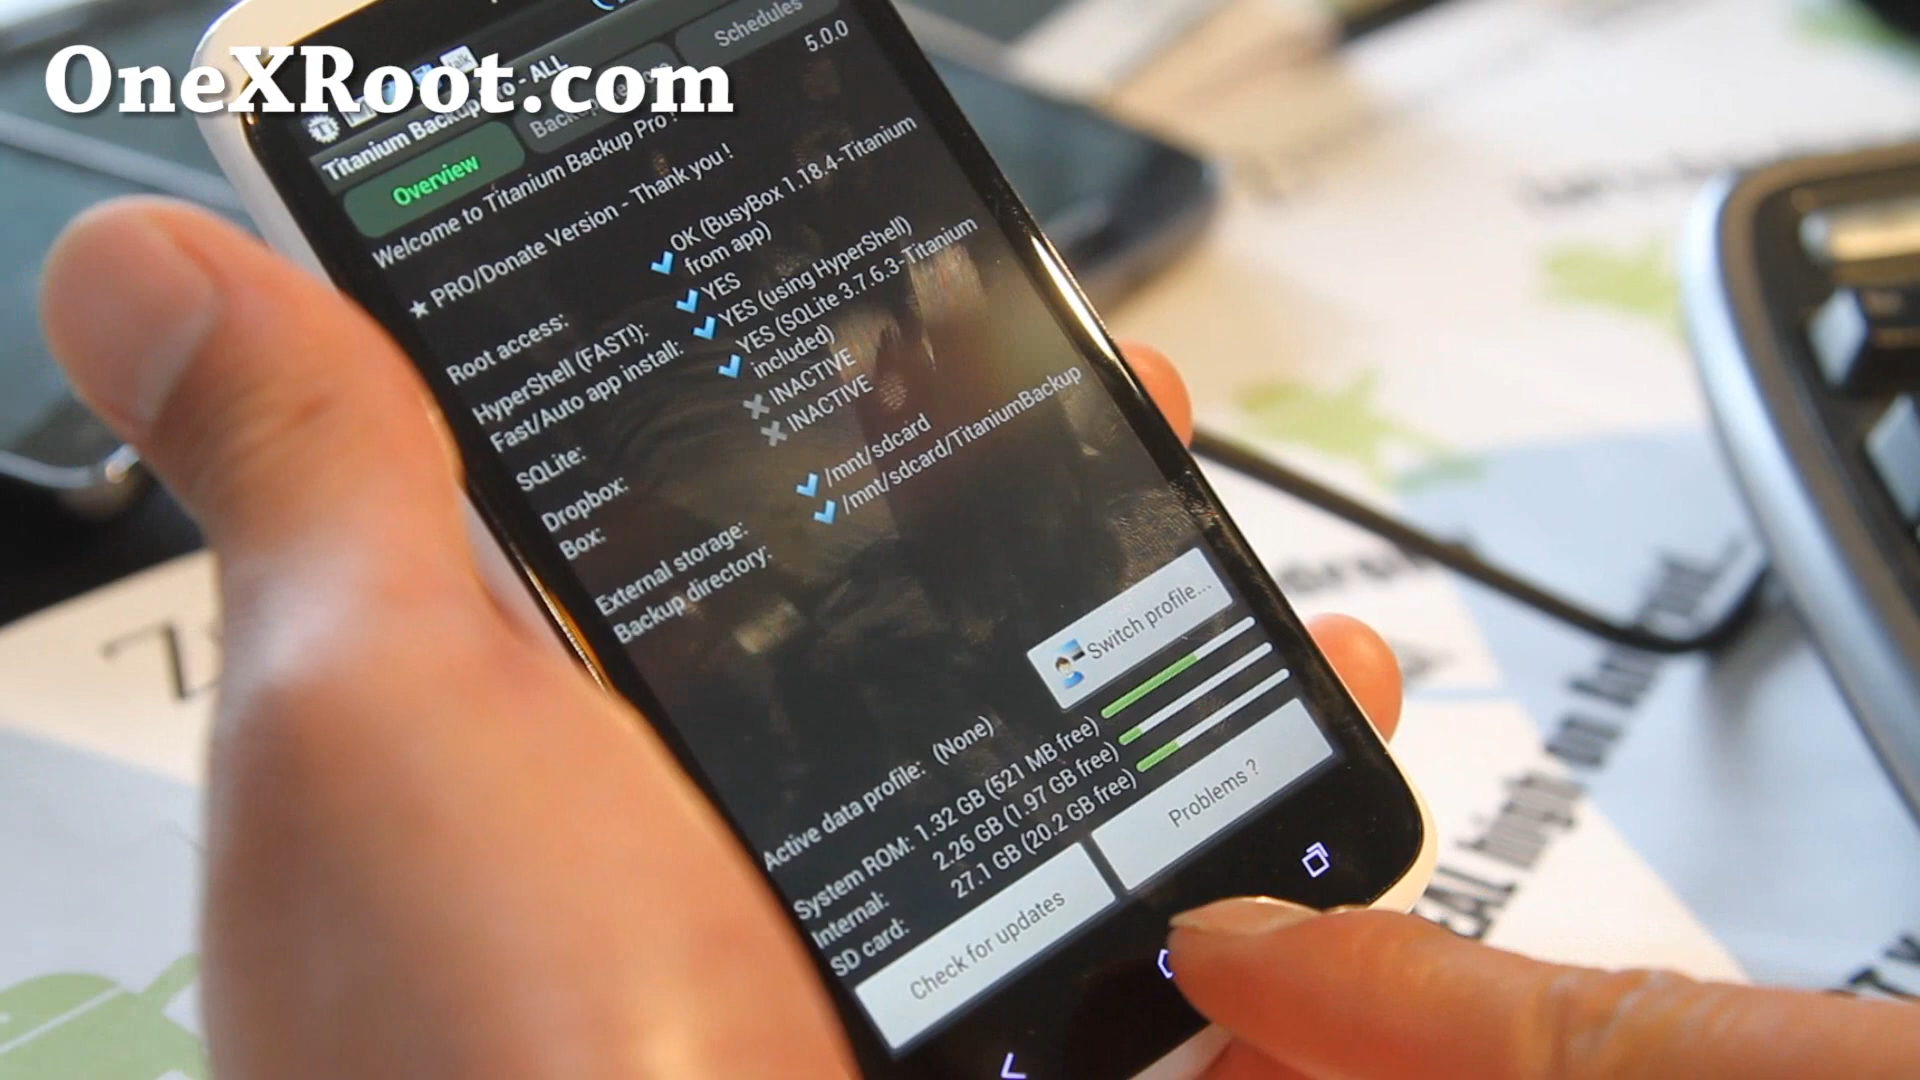 OneXRoot.com
Titanium Backup Pro - ALL
Overview
Schedules
5.0.0
Welcome to Titanium Backup Pro !
★ PRO/Donate Version - Thank you !
Root access: OK (BusyBox 1.18.4-Titanium
from app)
HyperShell (FAST!): YES
Fast/Auto app install: YES (using HyperShell)
SQLite: YES (SQLite 3.7.6.3-Titanium
included)
Dropbox: INACTIVE
Box: INACTIVE
External storage: /mnt/sdcard
Backup directory: /mnt/sdcard/TitaniumBackup
Switch profile...
Active data profile: (None)
System ROM: 1.32 GB (521 MB free)
Internal: 2.26 GB (1.97 GB free)
SD card: 27.1 GB (20.2 GB free)
Check for updates
Problems ?